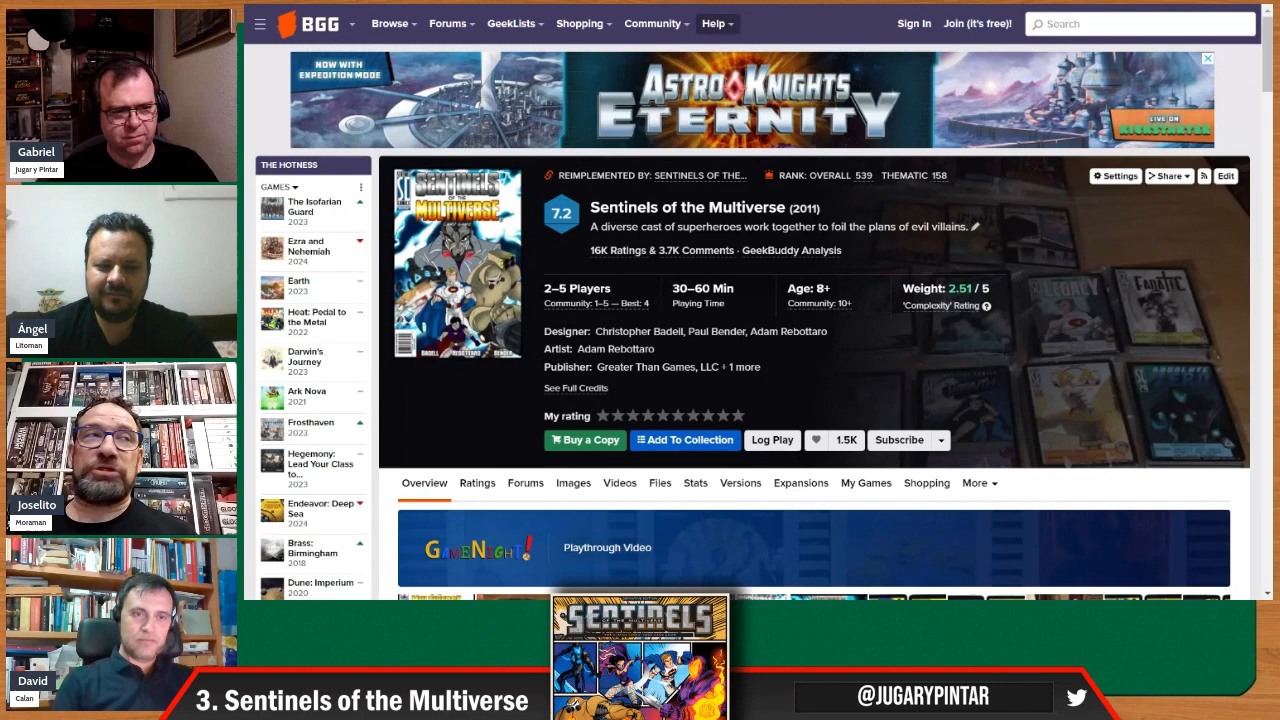 Gabriel
Jugar y Pintar
Ángel
Litoman
Joselito
Moraman
David
Calan
BGG
Browse
Forums
GeekLists
Shopping
Community
Help
Sign In
Join (it's free)!
Search
NOW WITH
EXPEDITION MODE
ASTRO KNIGHTS
ETERNITY
LIVE ON
KICKSTARTER
THE HOTNESS
GAMES
The Isofarian
Guard
2023
Ezra and
Nehemiah
2024
Earth
2023
Heat: Pedal to
the Metal
2022
Darwin's
Journey
2023
Ark Nova
2021
Frosthaven
2023
Hegemony:
Lead Your Class
to...
2023
Endeavor: Deep
Sea
2024
Brass:
Birmingham
2018
Dune: Imperium
2020
SENTINELS
OF THE
MULTIVERSE
BADELL REBOTTARO BENDER
REIMPLEMENTED BY: SENTINELS OF THE...
RANK: OVERALL 539 THEMATIC 158
Settings
Share
Edit
7.2
Sentinels of the Multiverse (2011)
A diverse cast of superheroes work together to foil the plans of evil villains.
16K Ratings & 3.7K Comments · GeekBuddy Analysis
2–5 Players
Community: 1–5 — Best: 4
30–60 Min
Playing Time
Age: 8+
Community: 10+
Weight: 2.51 / 5
'Complexity' Rating
Designer: Christopher Badell, Paul Bender, Adam Rebottaro
Artist: Adam Rebottaro
Publisher: Greater Than Games, LLC + 1 more
See Full Credits
My rating
Buy a Copy
Add To Collection
Log Play
1.5K
Subscribe
LEGACY
FANATIC
Overview
Ratings
Forums
Images
Videos
Files
Stats
Versions
Expansions
My Games
Shopping
More
GAMENIGHT!
Playthrough Video
SENTINELS
OF THE MULTIVERSE
3. Sentinels of the Multiverse
@JUGARYPINTAR